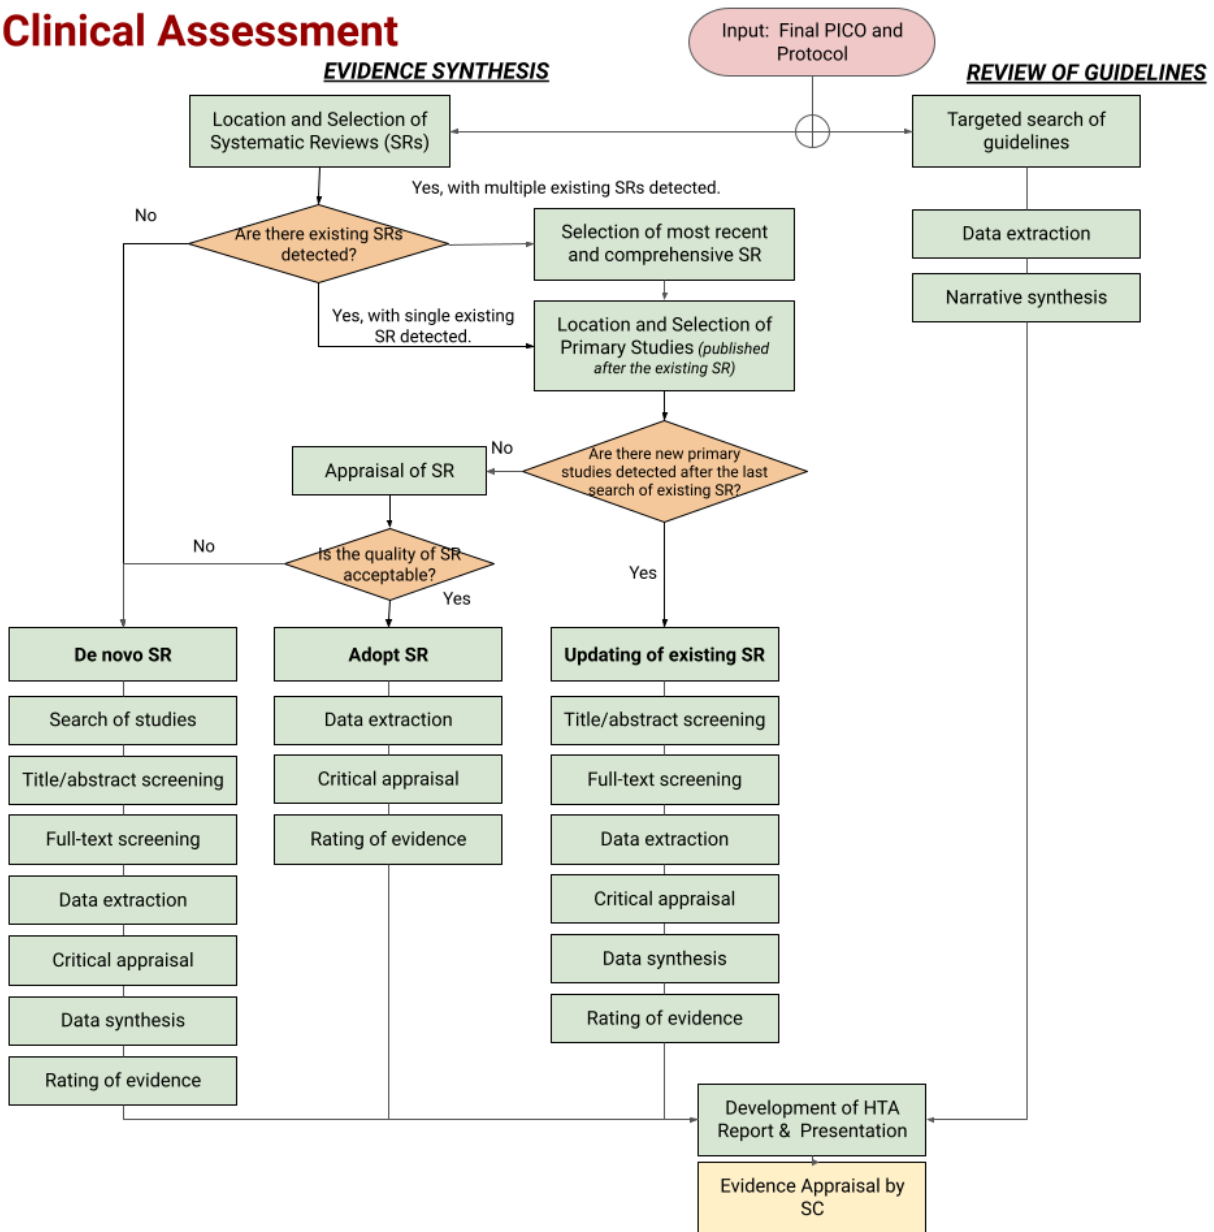 Clinical Assessment
Input:  Final PICO and
Protocol
EVIDENCE SYNTHESIS
REVIEW OF GUIDELINES
Location and Selection of
Systematic Reviews (SRs)
Targeted search of
guidelines
Yes, with multiple existing SRs detected.
No
Are there existing SRs
detected?
Selection of most recent
and comprehensive SR
Data extraction
Narrative synthesis
Yes, with single existing
SR detected.
Location and Selection of
Primary Studies (published
after the existing SR)
Are there new primary
studies detected after the last
search of existing SR?
No
Appraisal of SR
Is the quality of SR
acceptable?
No
Yes
Yes
De novo SR
Search of studies
Title/abstract screening
Full-text screening
Data extraction
Critical appraisal
Data synthesis
Rating of evidence
Adopt SR
Data extraction
Critical appraisal
Rating of evidence
Updating of existing SR
Title/abstract screening
Full-text screening
Data extraction
Critical appraisal
Data synthesis
Rating of evidence
Development of HTA
Report &  Presentation
Evidence Appraisal by
SC